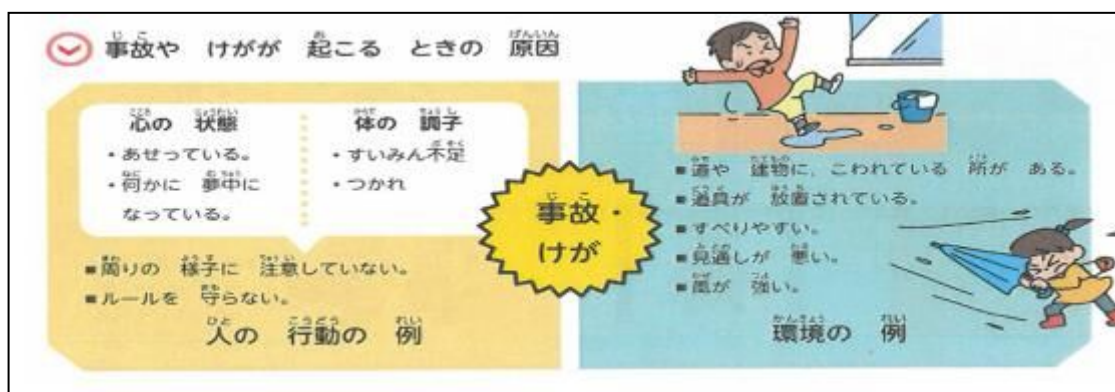 事故や けがが 起こる ときの 原因
心の 状態
・あせっている。
・何かに 夢中に
なっている。
体の 調子
・すいみん不足
・つかれ
■周りの 様子に 注意していない。
■ルールを 守らない。
人の 行動の 例
事故・
けが
■道や 建物に、こわれている 所が ある。
■道具が 放置されている。
■すべりやすい。
■見通しが 悪い。
■風が 強い。
環境の 例